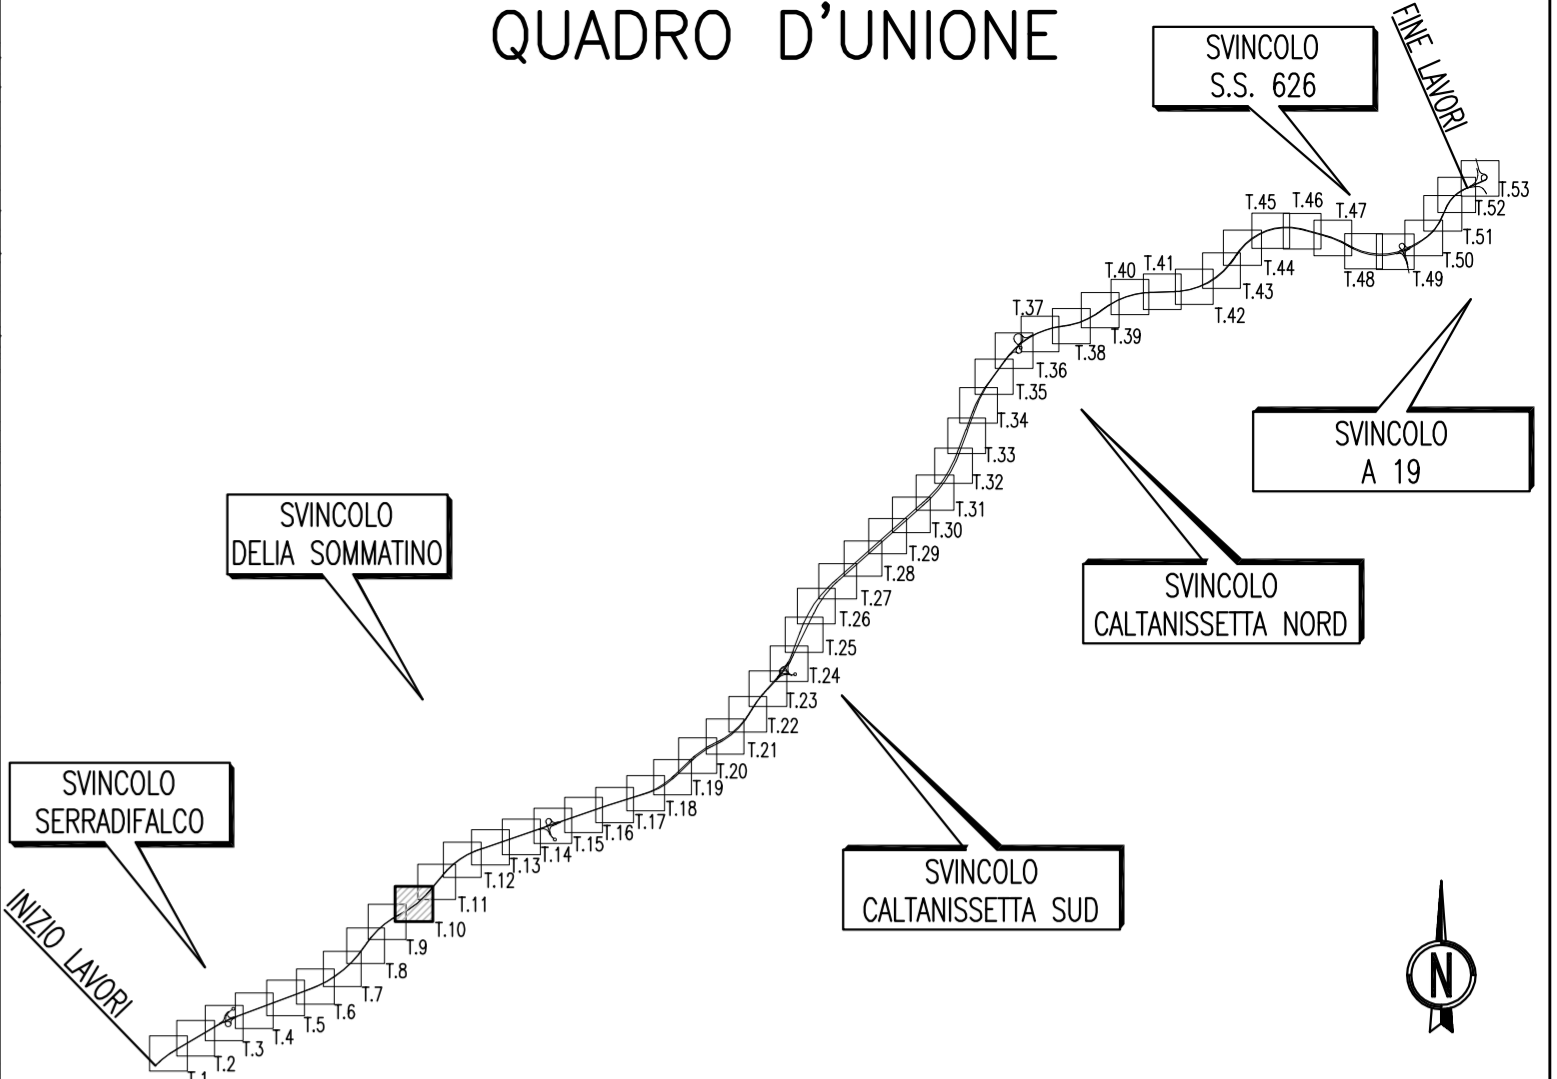 QUADRO D'UNIONE
SVINCOLO
S.S. 626
FINE LAVORI
T.53
T.52
T.51
T.50
T.49
T.48
T.47
T.46
T.45
T.44
T.43
T.42
T.41
T.40
T.39
T.38
T.37
T.36
T.35
T.34
T.33
T.32
T.31
T.30
T.29
T.28
T.27
T.26
T.25
T.24
T.23
T.22
T.21
T.20
T.19
T.18
T.17
T.16
T.15
T.14
T.13
T.12
T.11
T.10
T.9
T.8
T.7
T.6
T.5
T.4
T.3
T.2
T.1
SVINCOLO
A 19
SVINCOLO
DELIA SOMMATINO
SVINCOLO
CALTANISSETTA NORD
SVINCOLO
SERRADIFALCO
SVINCOLO
CALTANISSETTA SUD
INIZIO LAVORI
N